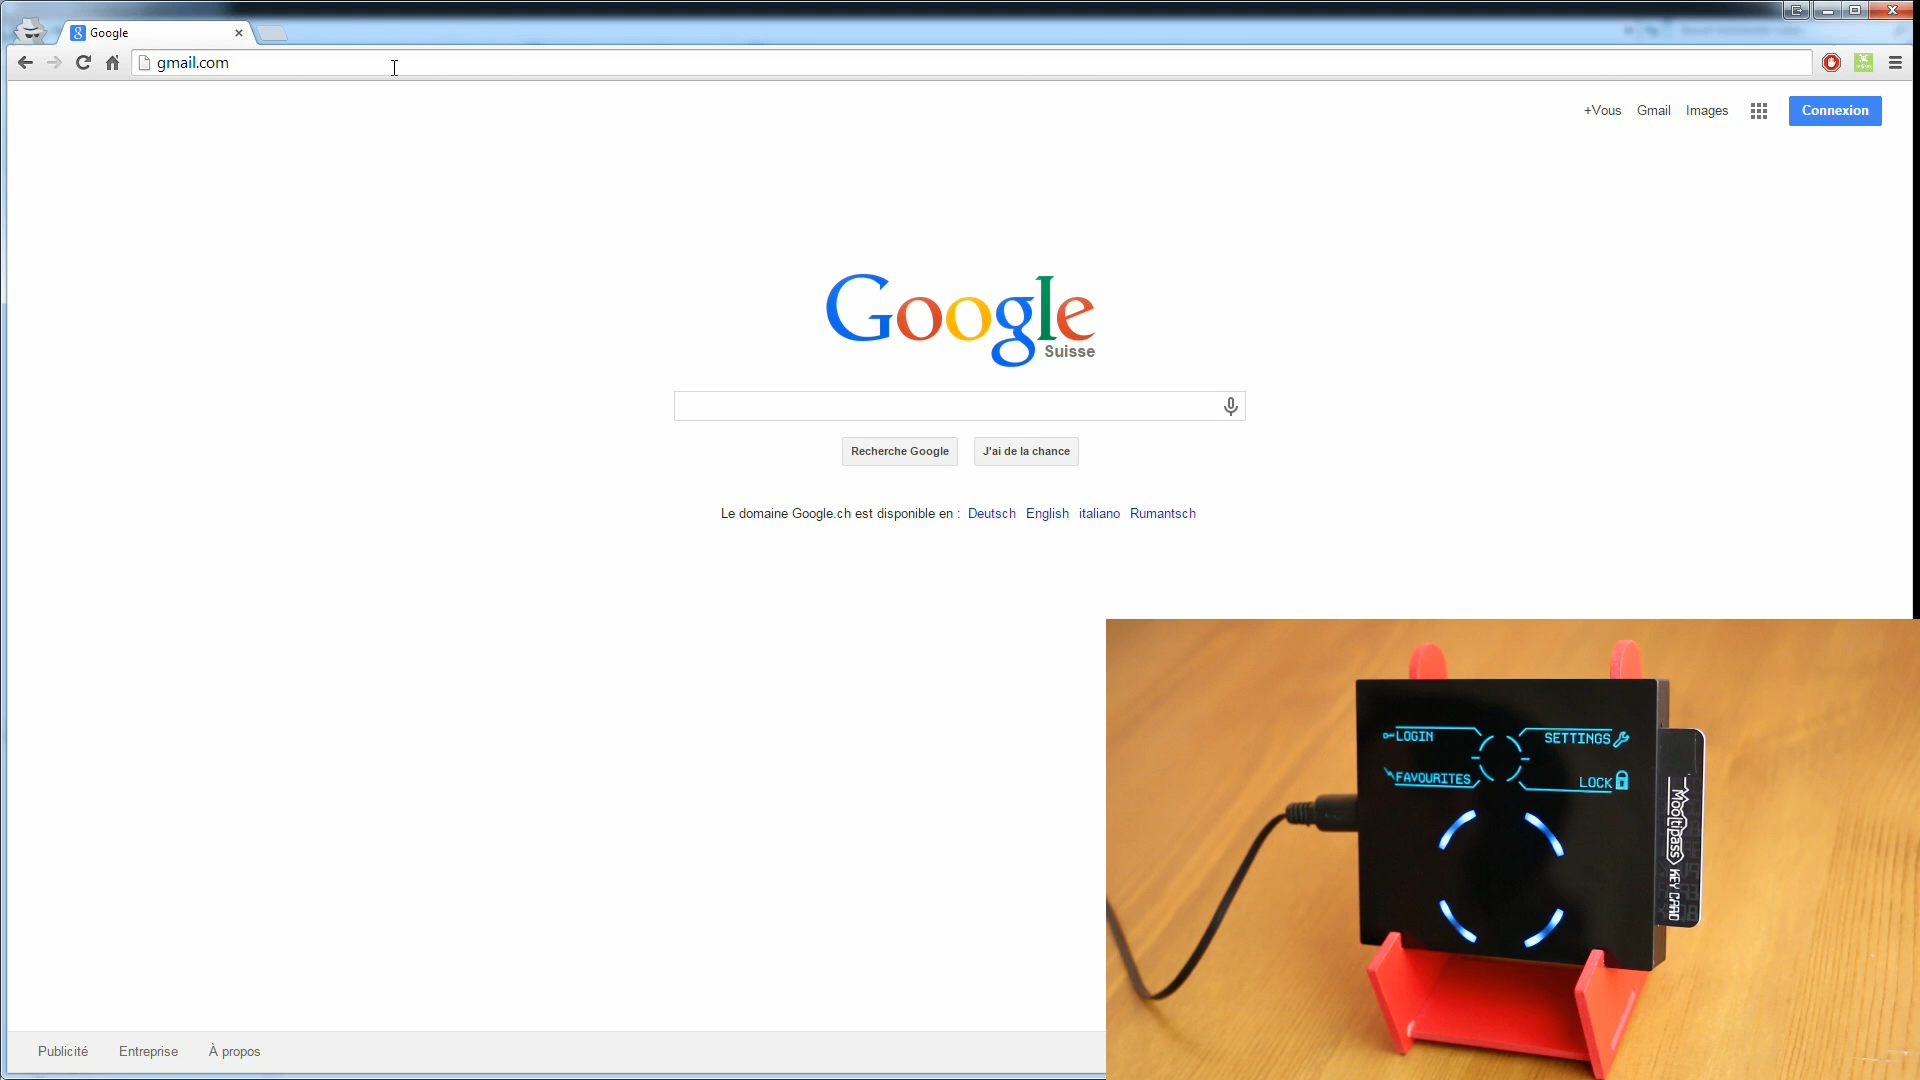 Google
gmail.com
+Vous Gmail Images Connexion
Google
Suisse
Recherche Google J'ai de la chance
Le domaine Google.ch est disponible en : Deutsch English italiano Rumantsch
LOGIN SETTINGS
FAVOURITES LOCK
Mooltipass KEY CARD
Publicité Entreprise À propos